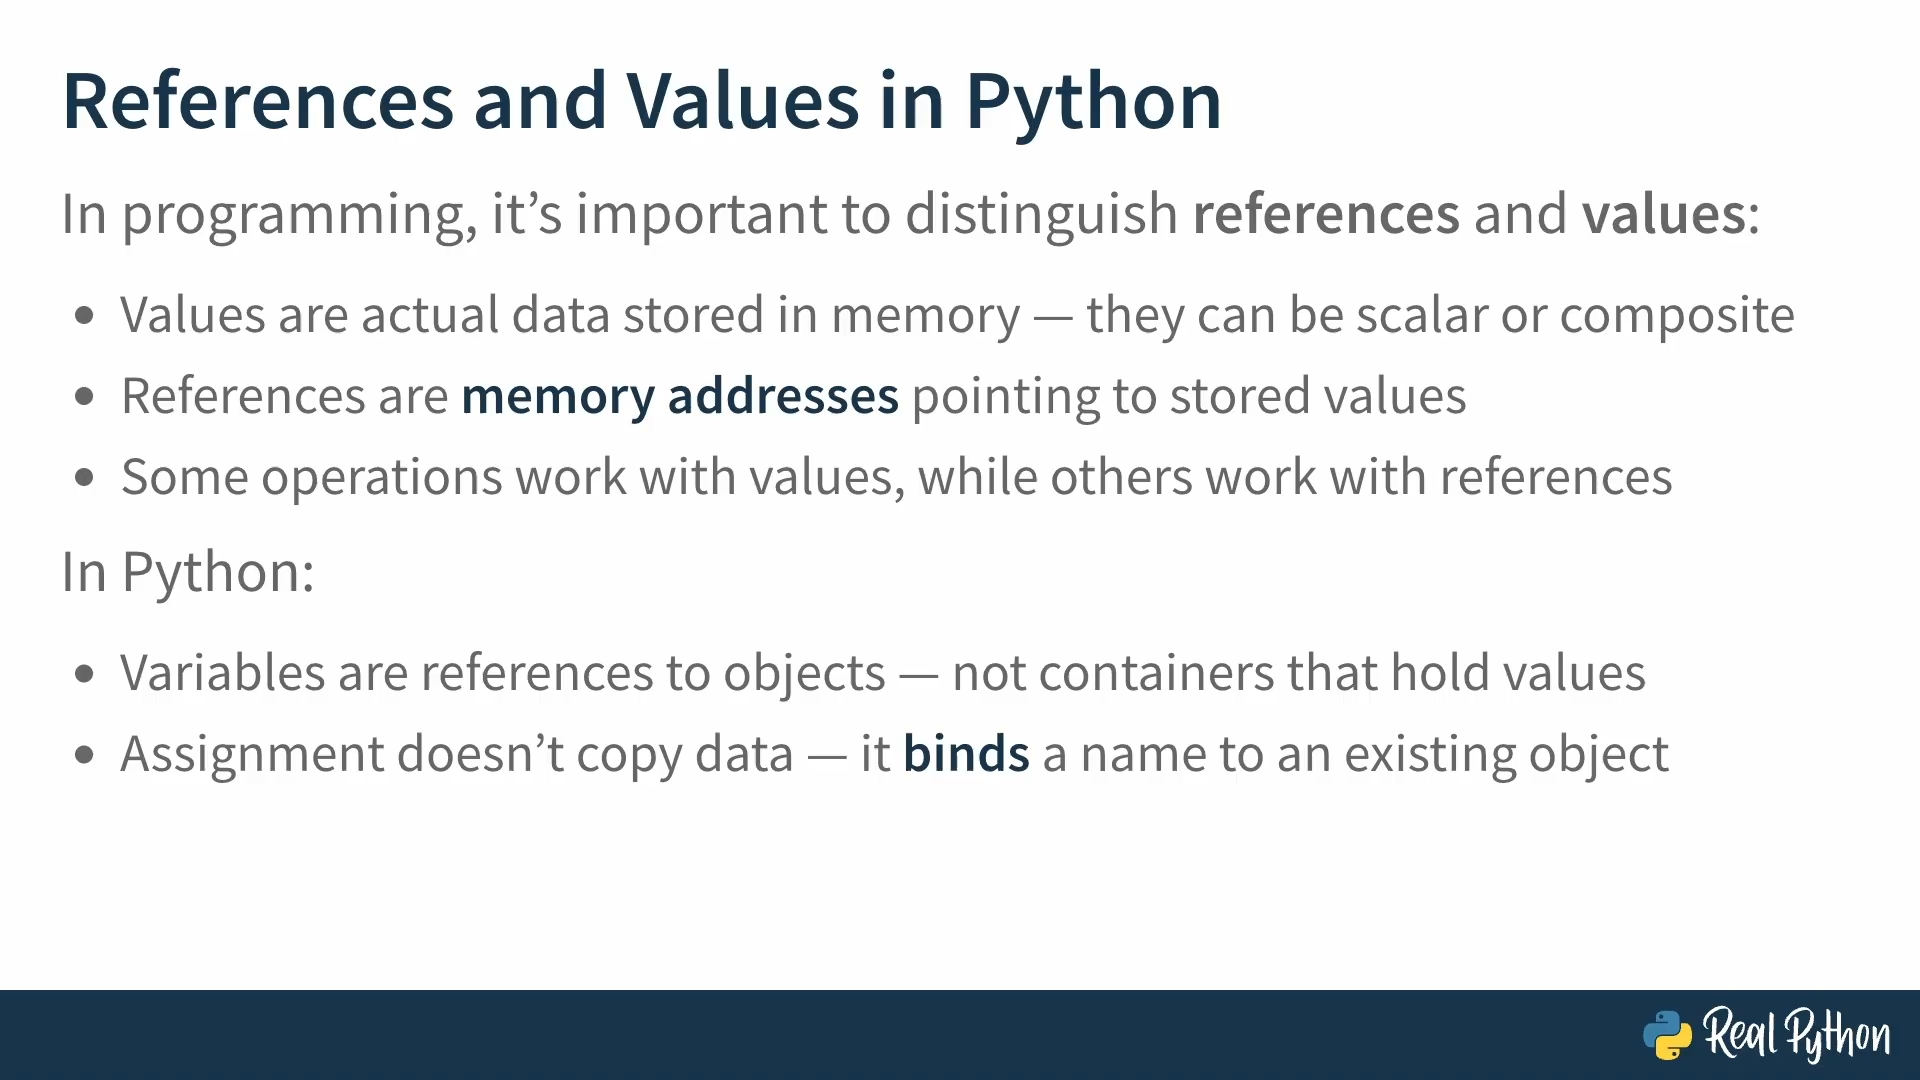 References and Values in Python
In programming, it’s important to distinguish references and values:
• Values are actual data stored in memory — they can be scalar or composite
• References are memory addresses pointing to stored values
• Some operations work with values, while others work with references
In Python:
• Variables are references to objects — not containers that hold values
• Assignment doesn’t copy data — it binds a name to an existing object
Real Python